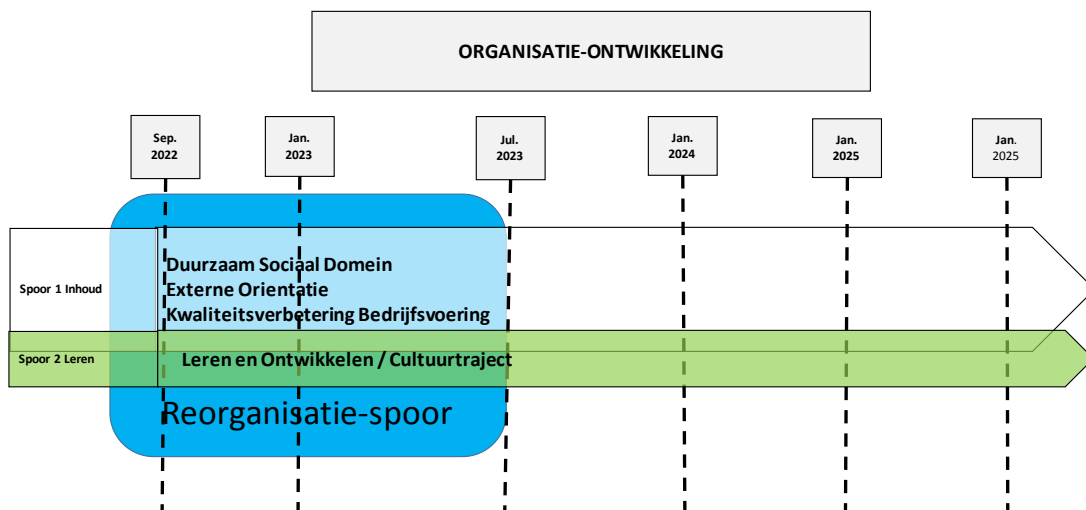 ORGANISATIE-ONTWIKKELING
Sep.
2022
Jan.
2023
Jul.
2023
Jan.
2024
Jan.
2025
Jan.
2025
Spoor 1 Inhoud
Duurzaam Sociaal Domein
Externe Orientatie
Kwaliteitsverbetering Bedrijfsvoering
Spoor 2 Leren
Leren en Ontwikkelen / Cultuurtraject
Reorganisatie-spoor